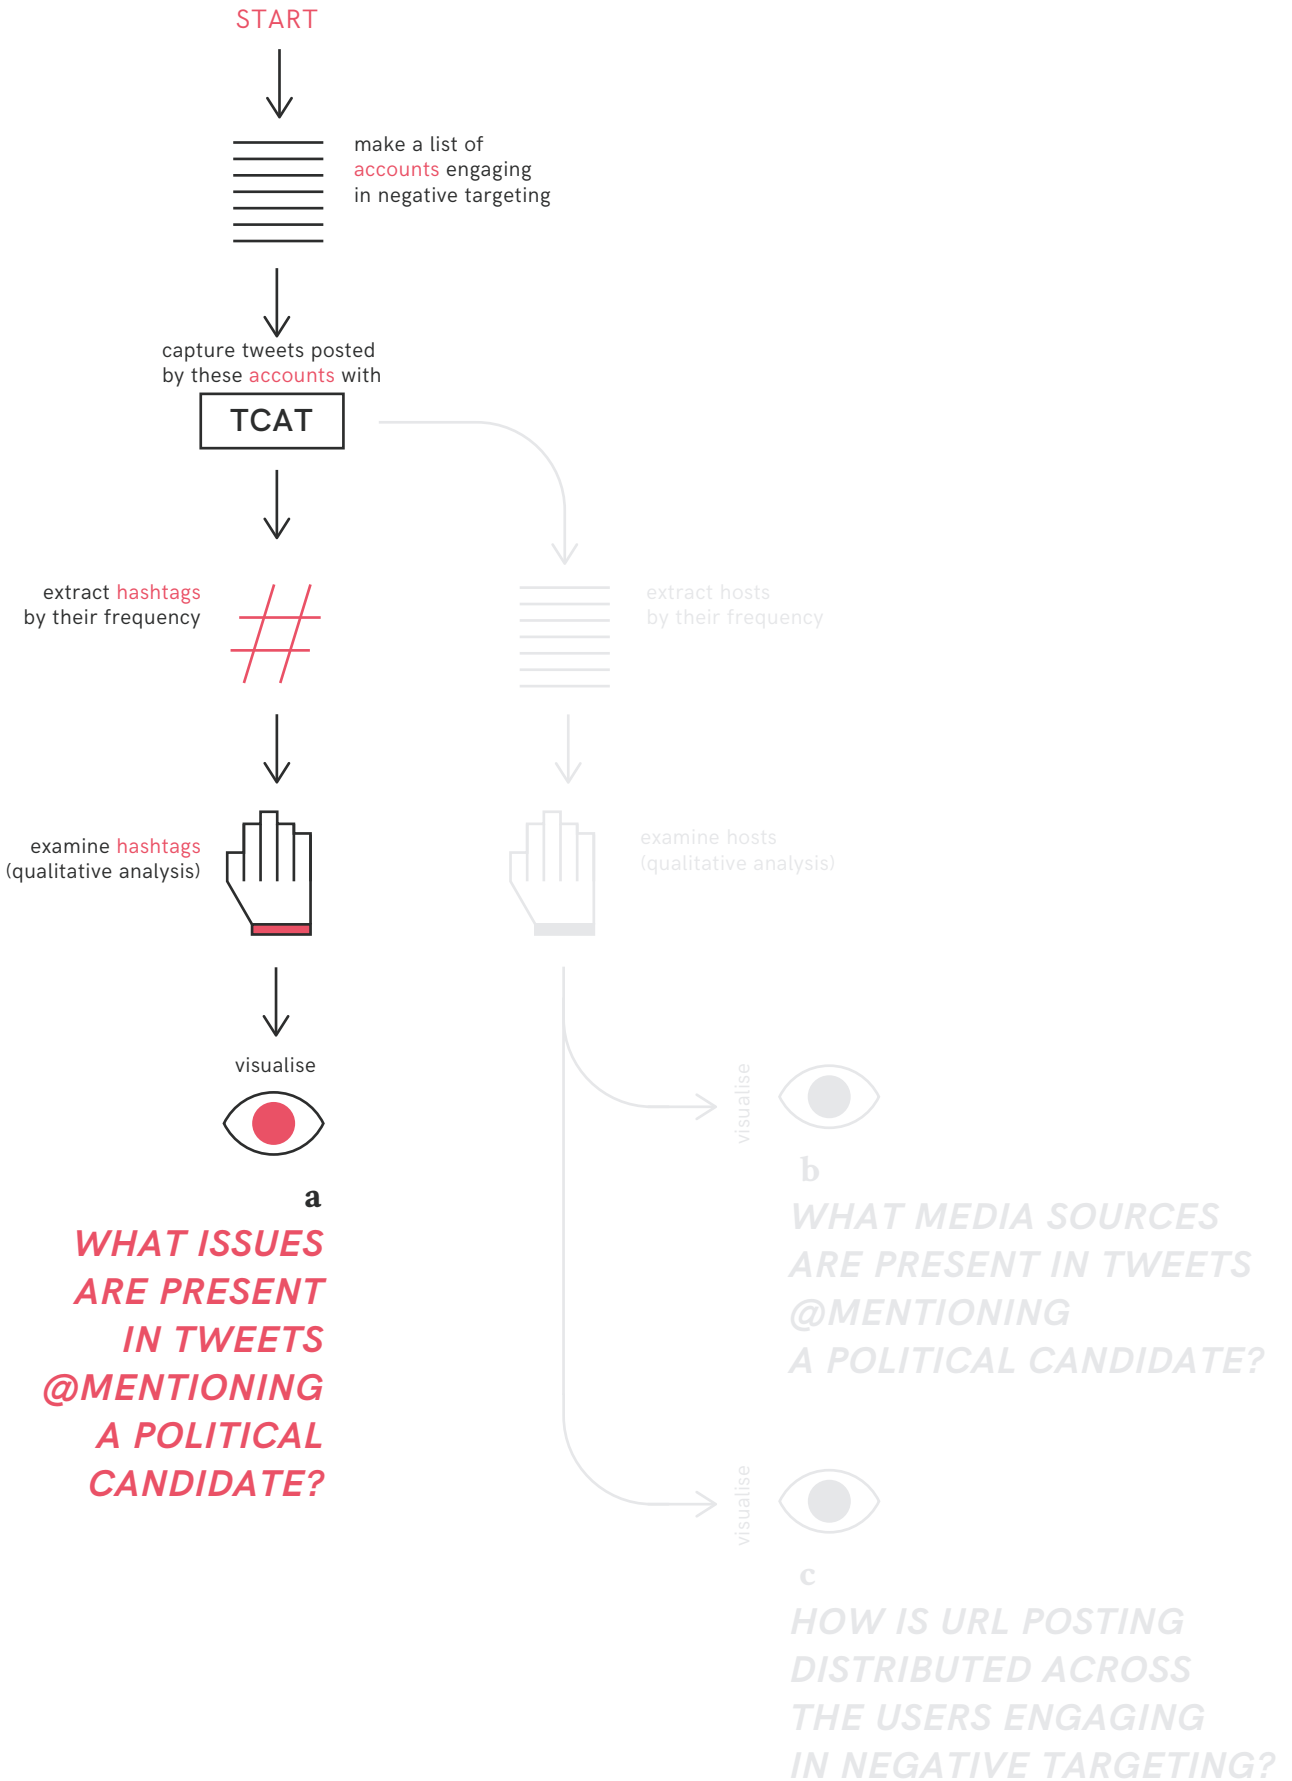 START
make a list of
accounts engaging
in negative targeting
capture tweets posted
by these accounts with
TCAT
extract hashtags
by their frequency
extract hosts
by their frequency
examine hashtags
(qualitative analysis)
examine hosts
(qualitative analysis)
visualise
a
WHAT ISSUES
ARE PRESENT
IN TWEETS
@MENTIONING
A POLITICAL
CANDIDATE?
visualise
b
WHAT MEDIA SOURCES
ARE PRESENT IN TWEETS
@MENTIONING
A POLITICAL CANDIDATE?
visualise
c
HOW IS URL POSTING
DISTRIBUTED ACROSS
THE USERS ENGAGING
IN NEGATIVE TARGETING?